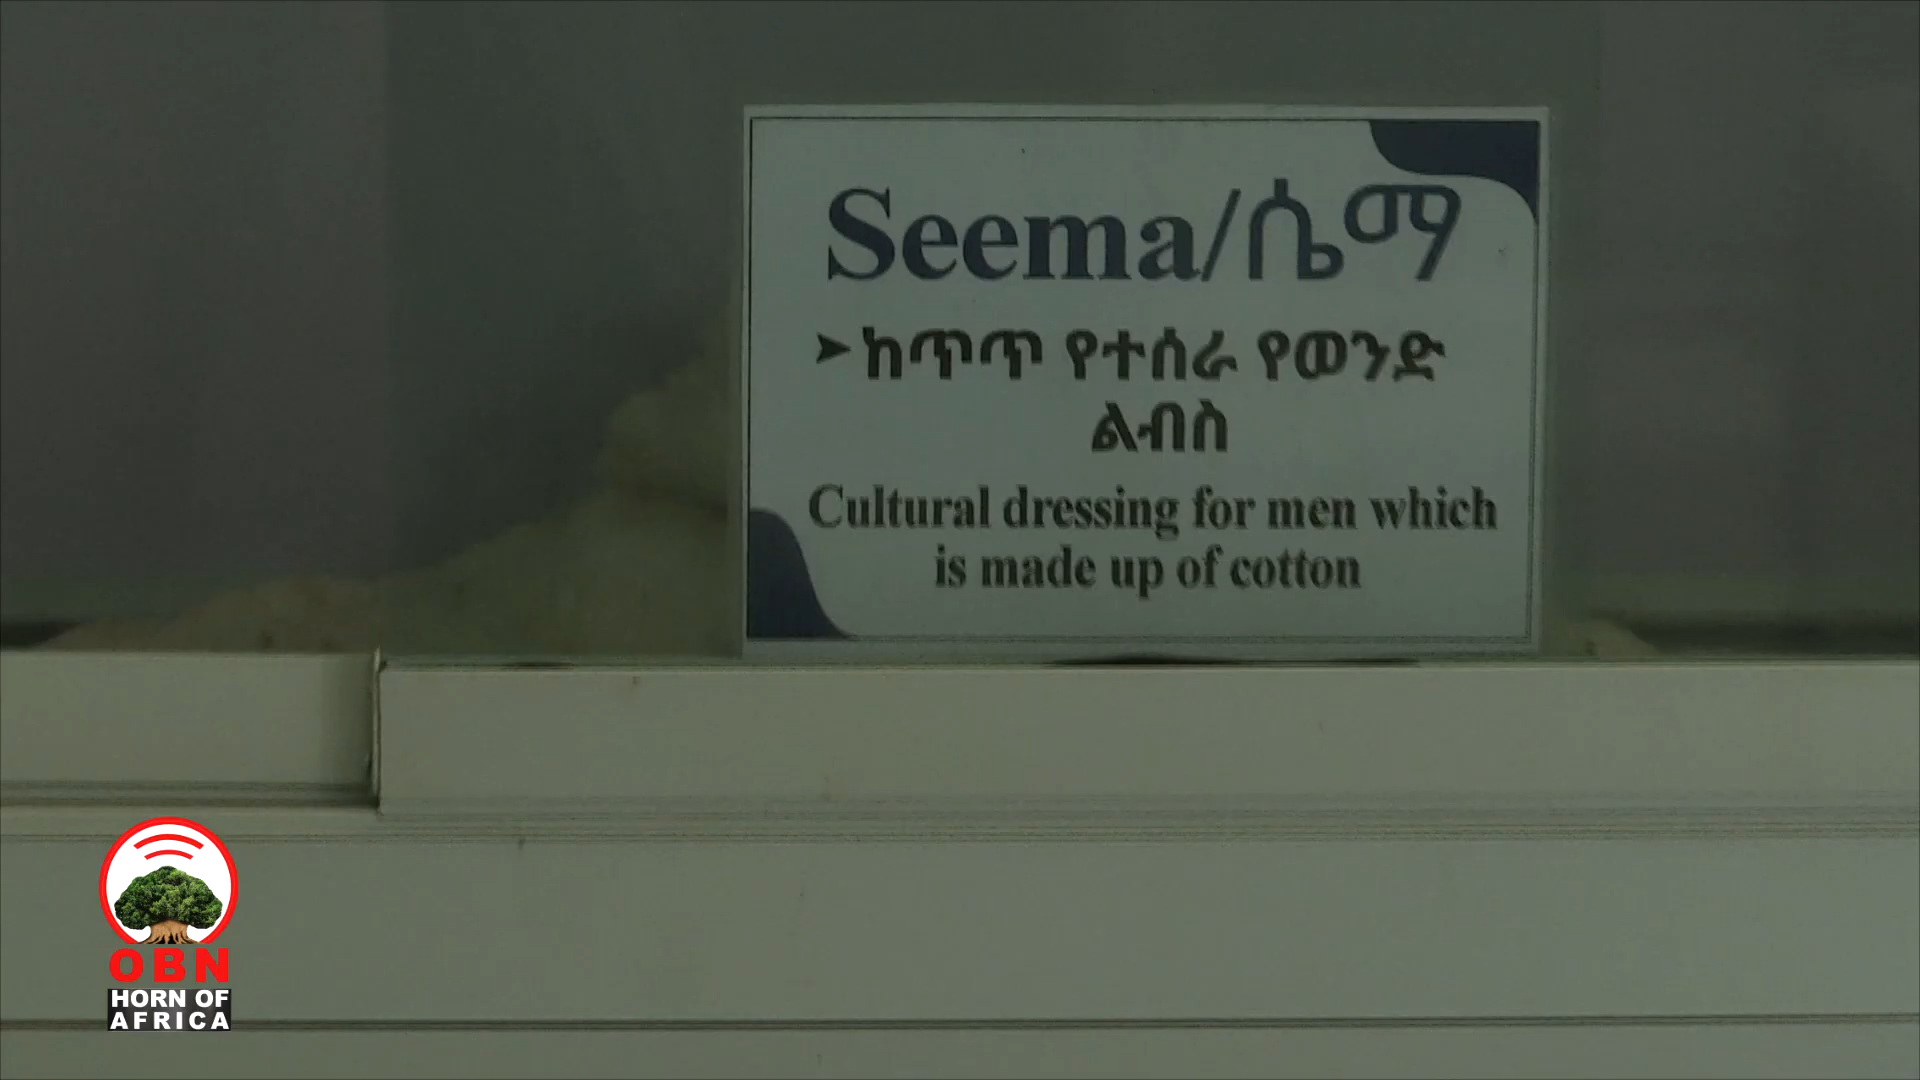 Seema/ሴማ
➤ከጥጥ የተሰራ የወንድ
ልብስ
Cultural dressing for men which
is made up of cotton
OBN
HORN OF
AFRICA